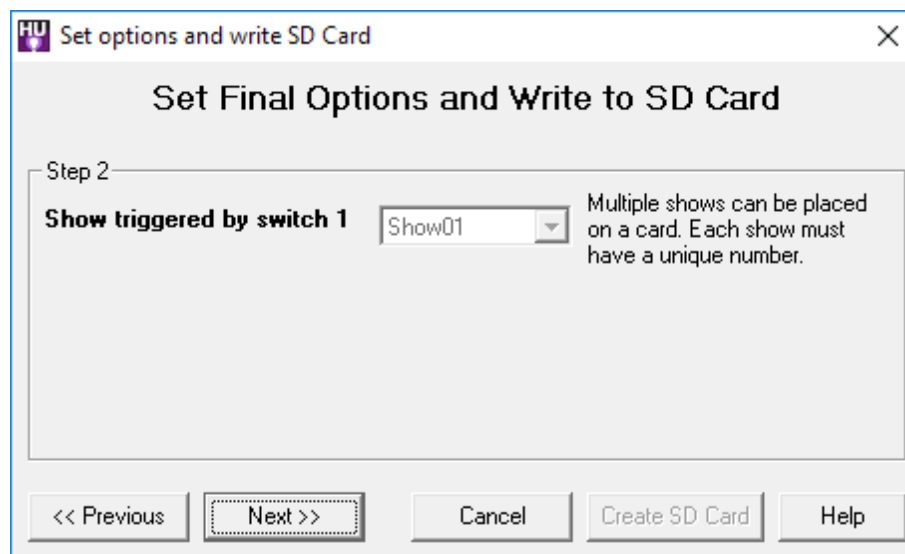 HU Set options and write SD Card
Set Final Options and Write to SD Card
Step 2
Show triggered by switch 1
Show01
Multiple shows can be placed
on a card. Each show must
have a unique number.
<< Previous
Next >>
Cancel
Create SD Card
Help